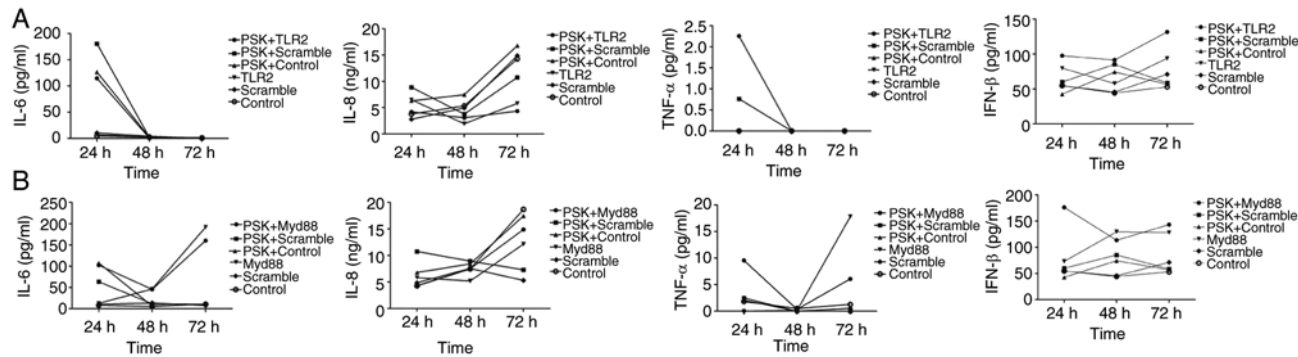 A
IL-6 (pg/ml)
200
150
100
50
0
24 h 48 h 72 h
Time
PSK+TLR2
PSK+Scramble
PSK+Control
TLR2
Scramble
Control
IL-8 (ng/ml)
20
15
10
5
0
24 h 48 h 72 h
Time
PSK+TLR2
PSK+Scramble
PSK+Control
TLR2
Scramble
Control
TNF-α (pg/ml)
2.5
2.0
1.5
1.0
0.5
0.0
24 h 48 h 72 h
Time
PSK+TLR2
PSK+Scramble
PSK+Control
TLR2
Scramble
Control
IFN-β (pg/ml)
150
100
50
0
24 h 48 h 72 h
Time
PSK+TLR2
PSK+Scramble
PSK+Control
TLR2
Scramble
Control
B
IL-6 (pg/ml)
250
200
150
100
50
0
24 h 48 h 72 h
Time
PSK+Myd88
PSK+Scramble
PSK+Control
Myd88
Scramble
Control
IL-8 (ng/ml)
20
15
10
5
0
24 h 48 h 72 h
Time
PSK+Myd88
PSK+Scramble
PSK+Control
Myd88
Scramble
Control
TNF-α (pg/ml)
20
15
10
5
0
24 h 48 h 72 h
Time
PSK+Myd88
PSK+Scramble
PSK+Control
Myd88
Scramble
Control
IFN-β (pg/ml)
200
150
100
50
0
24 h 48 h 72 h
Time
PSK+Myd88
PSK+Scramble
PSK+Control
Myd88
Scramble
Control